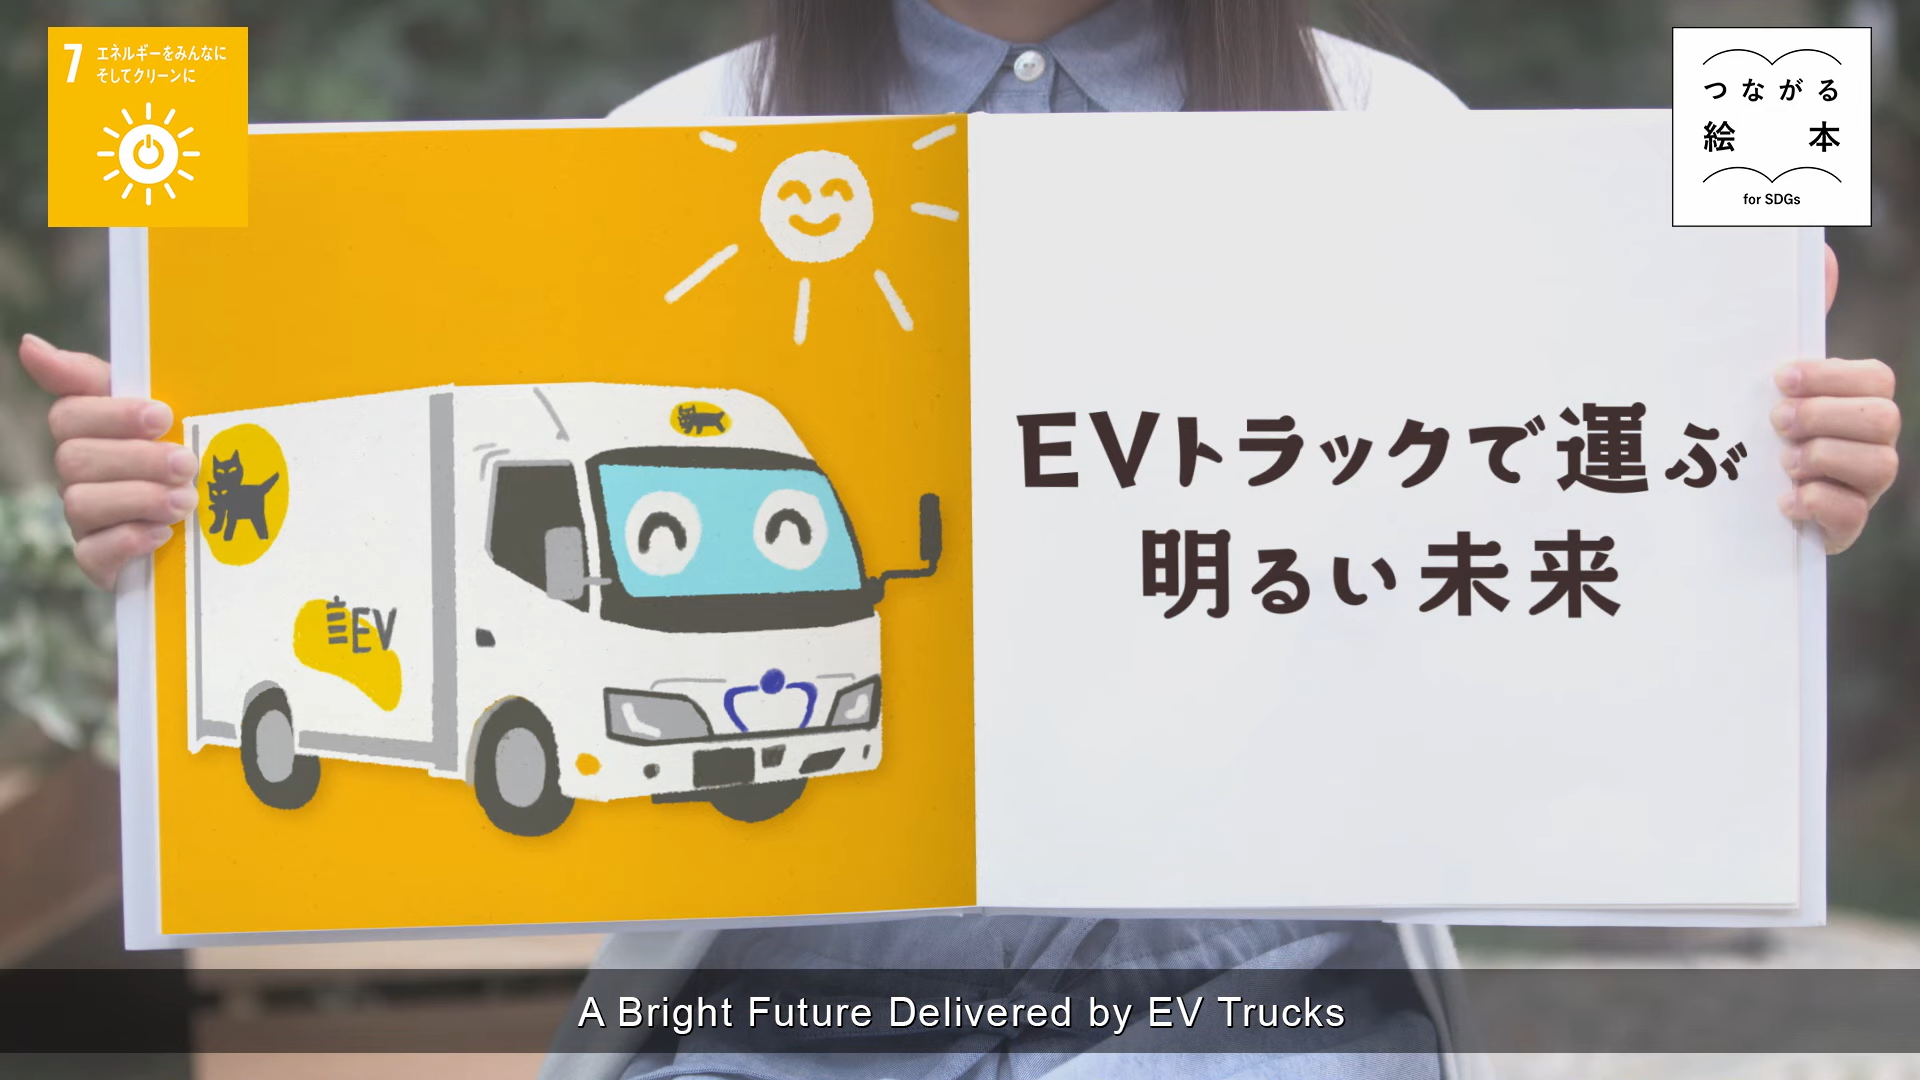 7 エネルギーをみんなに
そしてクリーンに
つながる
絵本
for SDGs
EV
EVトラックで運ぶ
明るい未来
A Bright Future Delivered by EV Trucks